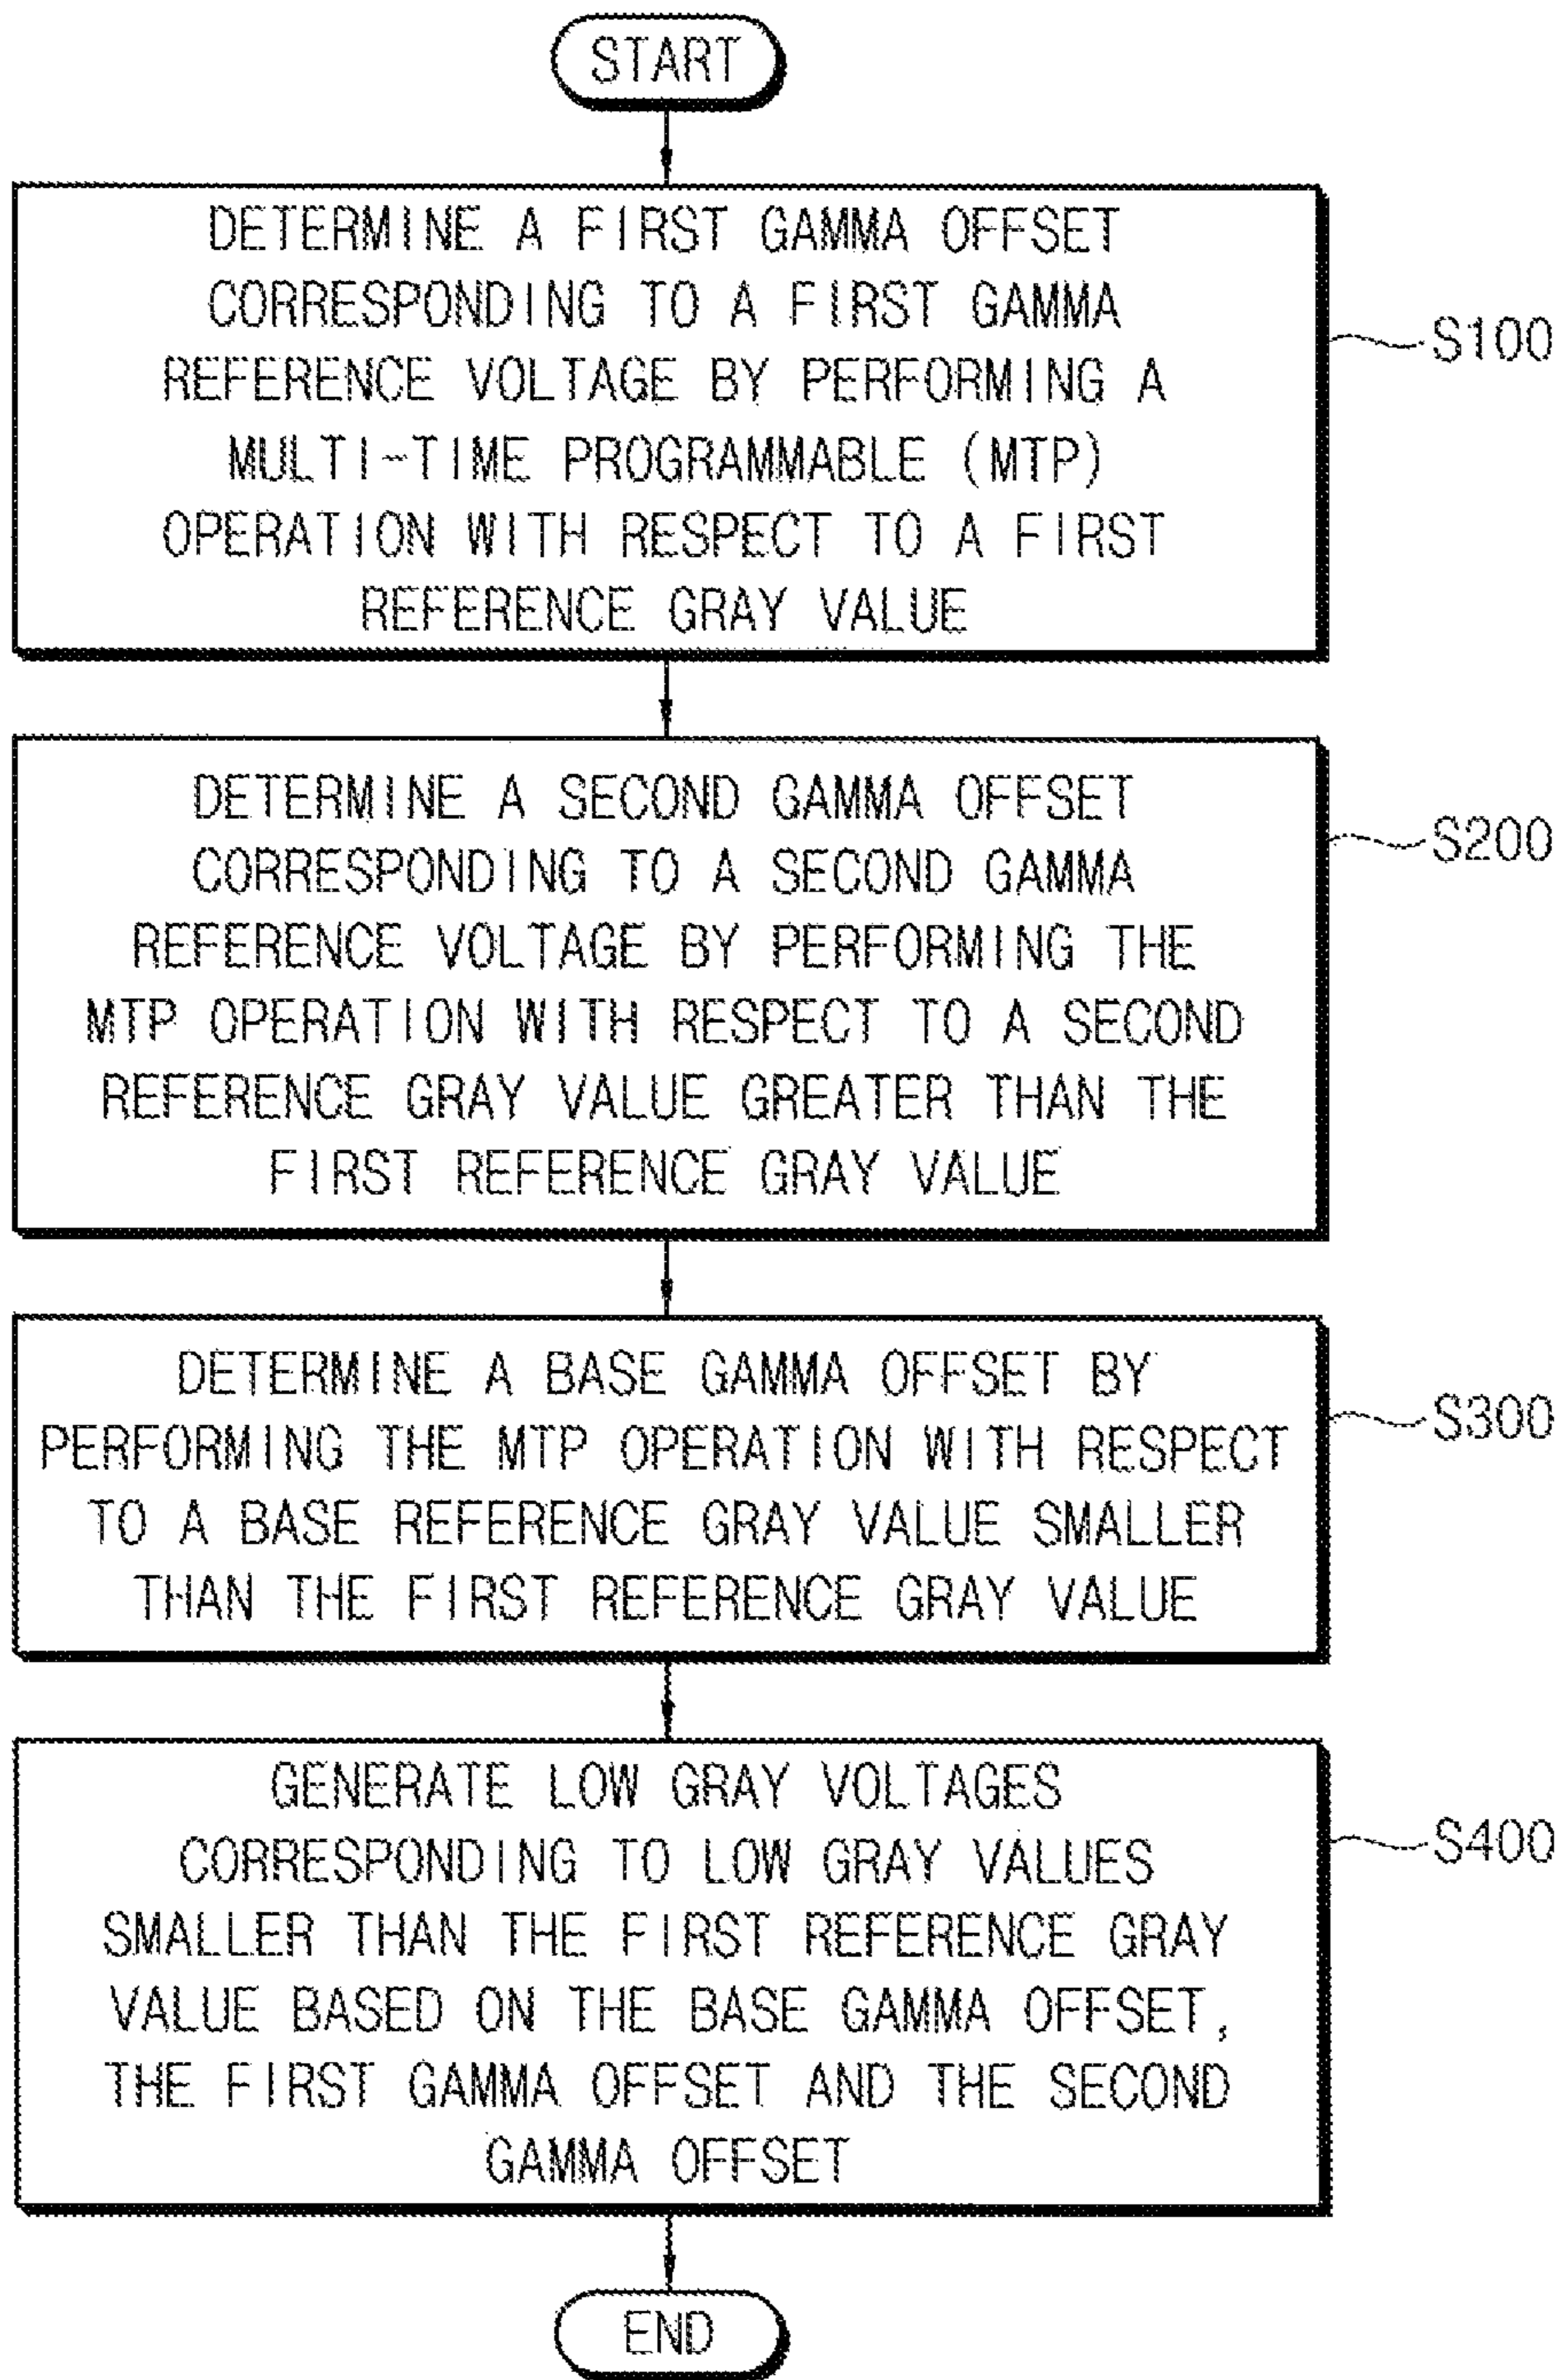 START
DETERMINE A FIRST GAMMA OFFSET
CORRESPONDING TO A FIRST GAMMA
REFERENCE VOLTAGE BY PERFORMING A
MULTI-TIME PROGRAMMABLE (MTP)
OPERATION WITH RESPECT TO A FIRST
REFERENCE GRAY VALUE
S100
DETERMINE A SECOND GAMMA OFFSET
CORRESPONDING TO A SECOND GAMMA
REFERENCE VOLTAGE BY PERFORMING THE
MTP OPERATION WITH RESPECT TO A SECOND
REFERENCE GRAY VALUE GREATER THAN THE
FIRST REFERENCE GRAY VALUE
S200
DETERMINE A BASE GAMMA OFFSET BY
PERFORMING THE MTP OPERATION WITH RESPECT
TO A BASE REFERENCE GRAY VALUE SMALLER
THAN THE FIRST REFERENCE GRAY VALUE
S300
GENERATE LOW GRAY VOLTAGES
CORRESPONDING TO LOW GRAY VALUES
SMALLER THAN THE FIRST REFERENCE GRAY
VALUE BASED ON THE BASE GAMMA OFFSET,
THE FIRST GAMMA OFFSET AND THE SECOND
GAMMA OFFSET
S400
END